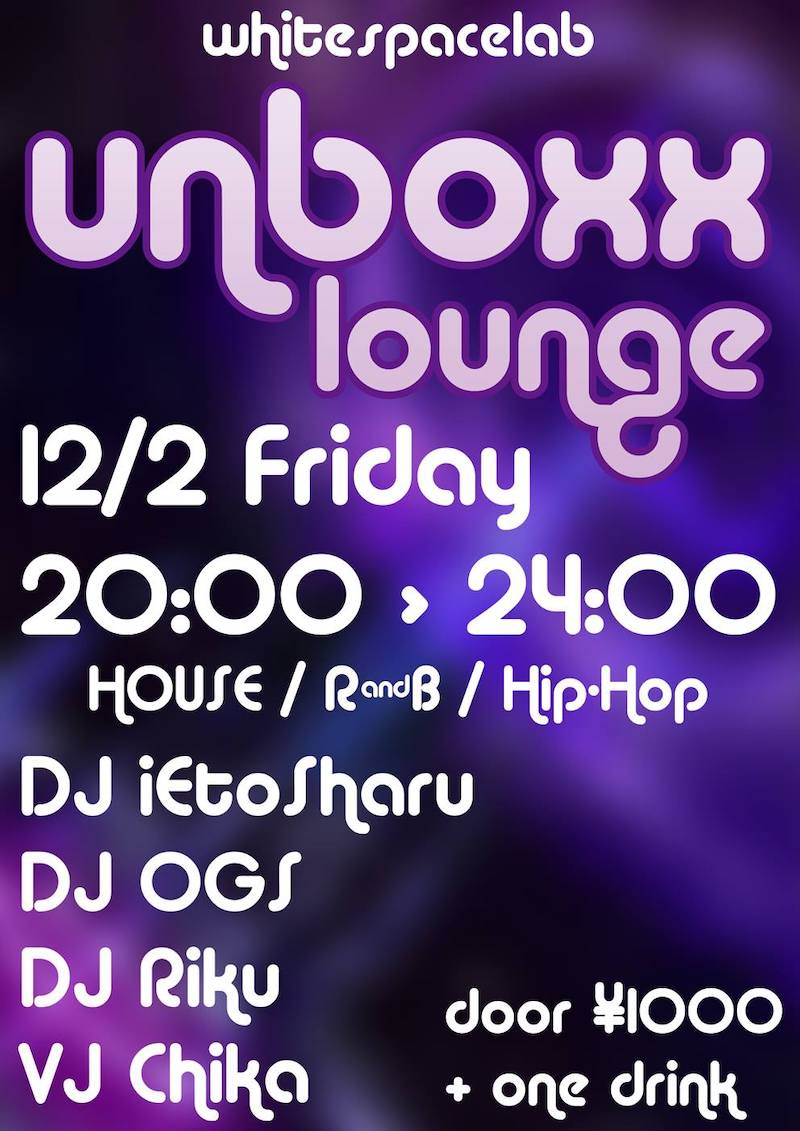 whitespacelab
unboxx
lounge
12/2 Friday
20:00 > 24:00
HOUSE / RandB / Hip·Hop
DJ iEtoSharu
DJ OGS
DJ Riku
VJ Chika
door ¥1000
+ one drink